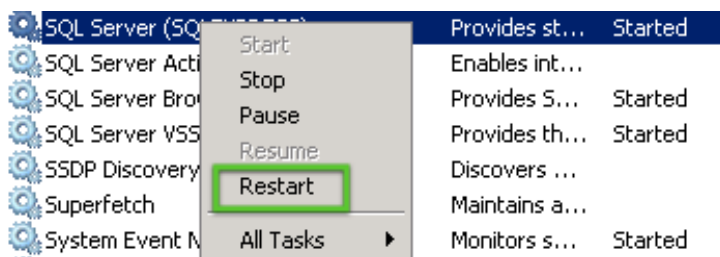 SQL Server (SQLEXPRESS) Provides st... Started
Start
SQL Server Acti Enables int...
Stop
SQL Server Bro Provides S... Started
Pause
SQL Server VSS Provides th... Started
Resume
SSDP Discovery Discovers ...
Restart
Superfetch Maintains a...
System Event N Monitors s... Started
All Tasks